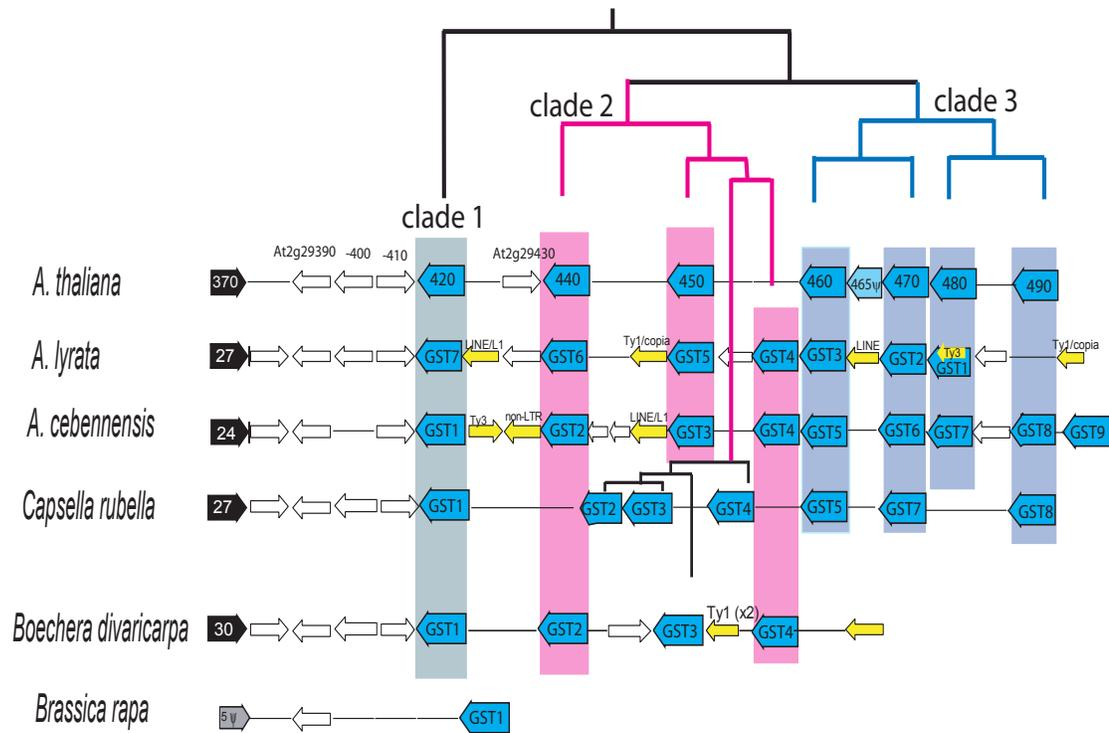 clade 2
clade 3
clade 1
At2g29390 -400 -410 At2g29430
A. thaliana 370 420 440 450 460 465ψ 470 480 490
LINE/L1 Ty1/copia LINE Ty3 Ty1/copia
A. lyrata 27 GST7 GST6 GST5 GST4 GST3 GST2 GST1
Ty3 non-LTR LINE/L1
A. cebennensis 24 GST1 GST2 GST3 GST4 GST5 GST6 GST7 GST8 GST9
Capsella rubella 27 GST1 GST2 GST3 GST4 GST5 GST7 GST8
Ty1 (x2)
Boechera divaricarpa 30 GST1 GST2 GST3 GST4
Brassica rapa 5 ψ GST1